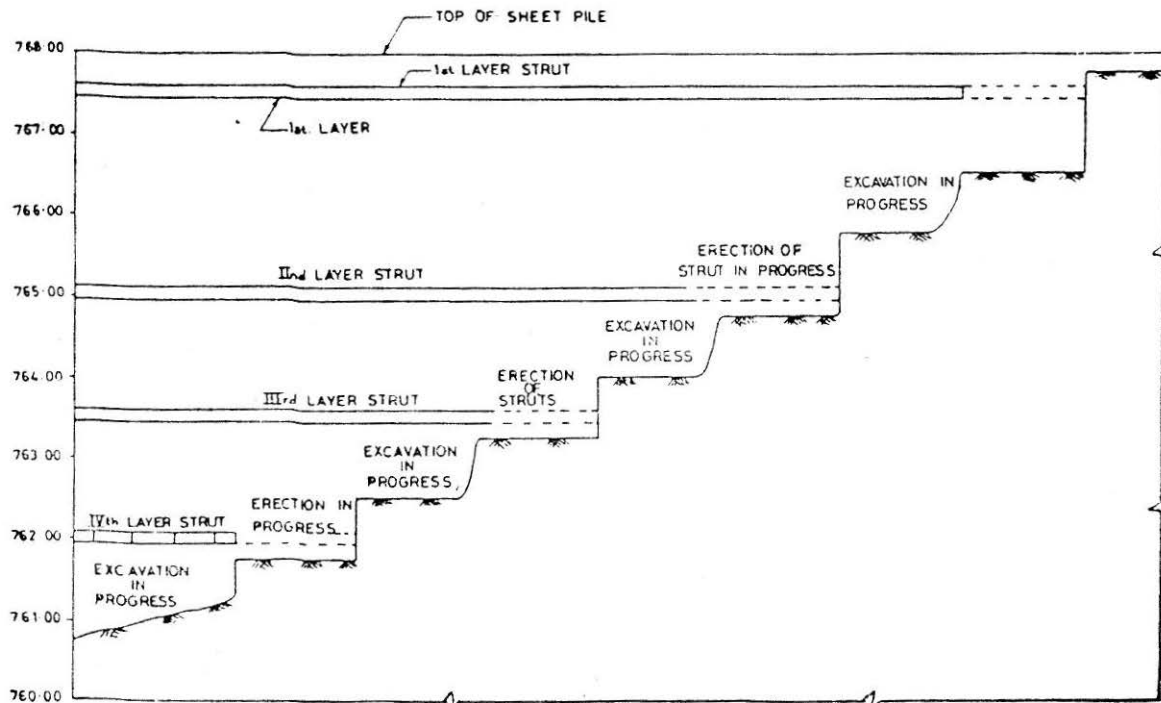 TOP OF SHEET PILE
768.00
1st LAYER STRUT
1st. LAYER
767.00
EXCAVATION IN
PROGRESS
766.00
ERECTION OF
STRUT IN PROGRESS
IInd LAYER STRUT
765.00
EXCAVATION
IN
PROGRESS
764.00
ERECTION
OF
STRUTS
IIIrd LAYER STRUT
763.00
EXCAVATION
IN
PROGRESS
ERECTION IN
PROGRESS
IVth LAYER STRUT
762.00
EXCAVATION
IN
PROGRESS
761.00
760.00